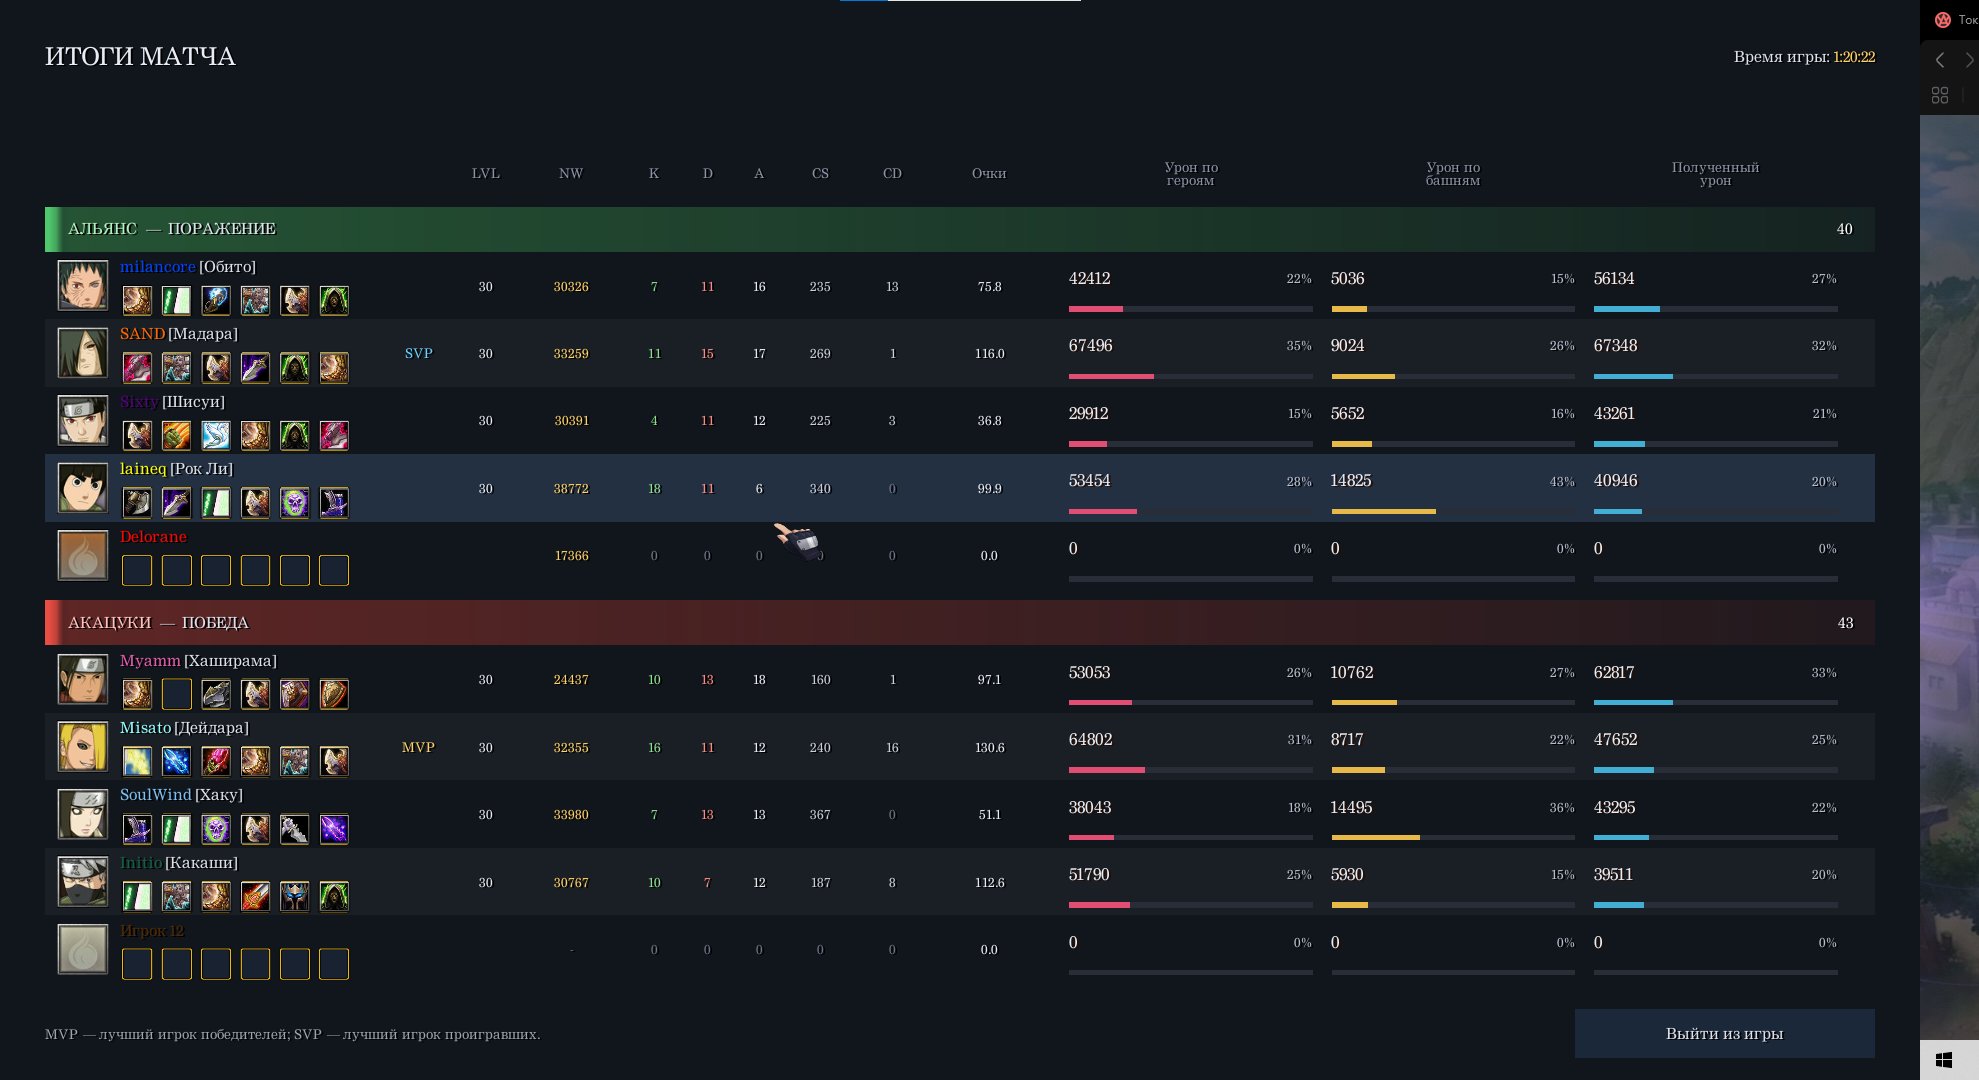 Ток
ИТОГИ МАТЧА
Время игры: 1:20:22
LVL NW K D A CS CD Очки Урон по героям Урон по башням Полученный урон
АЛЬЯНС — ПОРАЖЕНИЕ 40
milancore [Обито]
30 30326 7 11 16 235 13 75.8 42412 22% 5036 15% 56134 27%
SAND [Мадара]
SVP 30 33259 11 15 17 269 1 116.0 67496 35% 9024 26% 67348 32%
Sixty [Шисуи]
30 30391 4 11 12 225 3 36.8 29912 15% 5652 16% 43261 21%
laineq [Рок Ли]
30 38772 18 11 6 340 0 99.9 53454 28% 14825 43% 40946 20%
Delorane
17366 0 0 0 0 0 0.0 0 0% 0 0% 0 0%
АКАЦУКИ — ПОБЕДА 43
Myamm [Хаширама]
30 24437 10 13 18 160 1 97.1 53053 26% 10762 27% 62817 33%
Misato [Дейдара]
MVP 30 32355 16 11 12 240 16 130.6 64802 31% 8717 22% 47652 25%
SoulWind [Хаку]
30 33980 7 13 13 367 0 51.1 38043 18% 14495 36% 43295 22%
Initio [Какаши]
30 30767 10 7 12 187 8 112.6 51790 25% 5930 15% 39511 20%
Игрок 12
- 0 0 0 0 0 0.0 0 0% 0 0% 0 0%
MVP — лучший игрок победителей; SVP — лучший игрок проигравших.
Выйти из игры